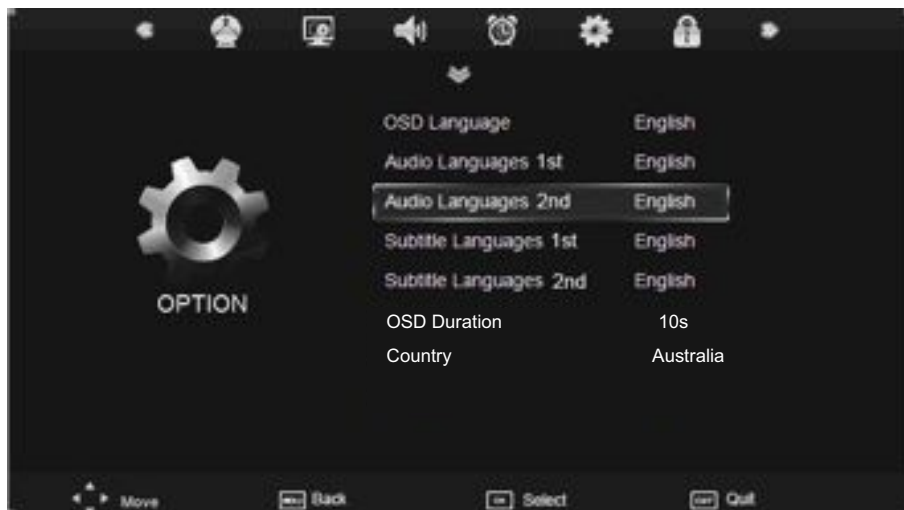 OSD Language English
Audio Languages 1st English
Audio Languages 2nd English
Subtitle Languages 1st English
Subtitle Languages 2nd English
OPTION
OSD Duration 10s
Country Australia
Move Back Select Quit